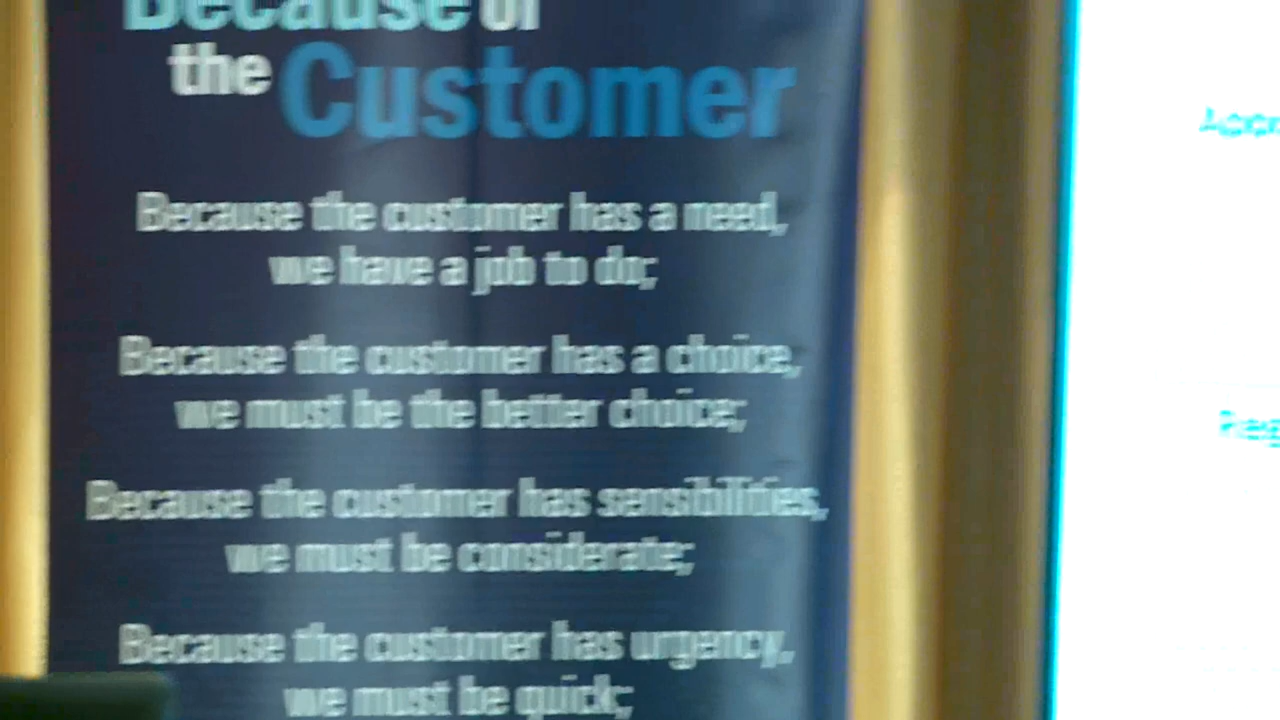 Because of
the Customer
Because the customer has a need,
we have a job to do;
Because the customer has a choice,
we must be the better choice;
Because the customer has sensibilities,
we must be considerate;
Because the customer has urgency,
we must be quick;